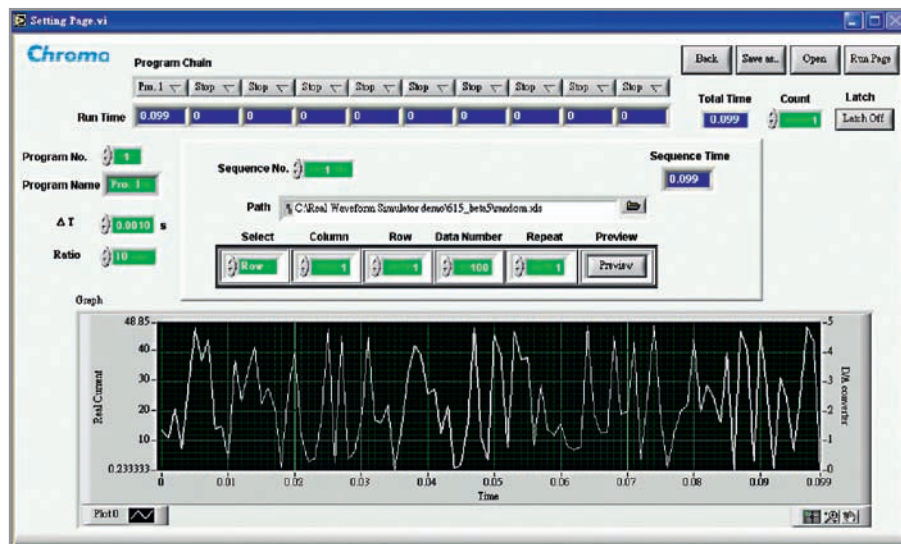 Setting Page.vi
Chroma
Program Chain
Back Save as... Open Run Page
Pro. 1 Stop Stop Stop Stop Stop Stop Stop Stop Stop
Total Time Count Latch
Run Time 0.099 0 0 0 0 0 0 0 0 0
0.099 1 Latch Off
Program No. 1
Sequence No. 1
Sequence Time
0.099
Program Name Pro. 1
Path C:\Real Waveform Simulator demo\615_beta5\random.xls
Δ T 0.0010 s
Select Column Row Data Number Repeat Preview
Ratio 10
Row 1 1 100 1 Preview
Graph
48.85
40
30
20
10
0.233333
Real Current
5
4
3
2
1
0
D/A converter
0 0.01 0.02 0.03 0.04 0.05 0.06 0.07 0.08 0.09 0.099
Time
Plot 0